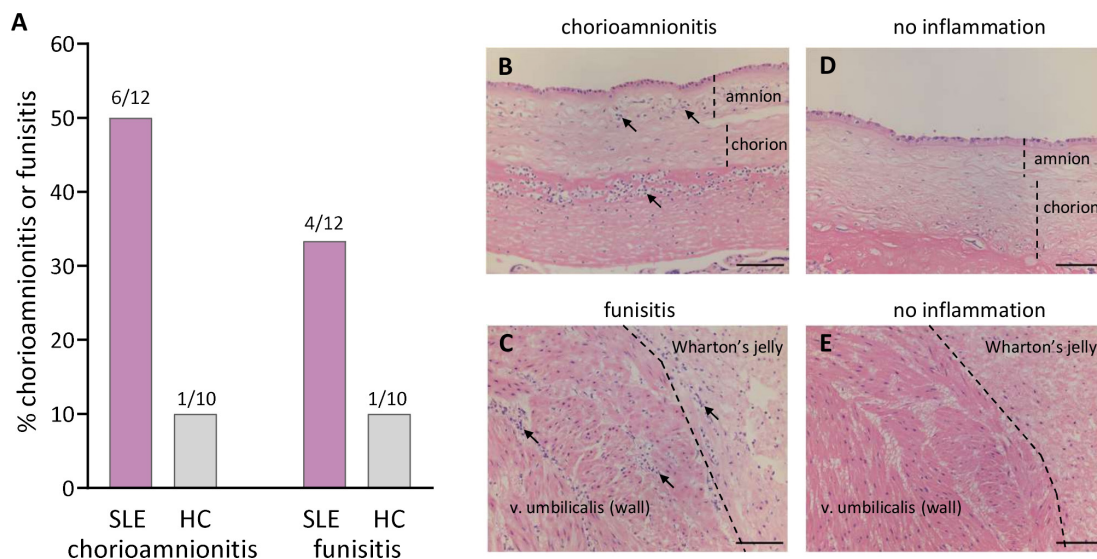 A
% chorioamnionitis or funisitis
60
50
40
30
20
10
0
6/12
1/10
4/12
1/10
SLE HC SLE HC
chorioamnionitis funisitis
chorioamnionitis
B
amnion
chorion
no inflammation
D
amnion
chorion
funisitis
C
Wharton’s jelly
v. umbilicalis (wall)
no inflammation
E
Wharton’s jelly
v. umbilicalis (wall)